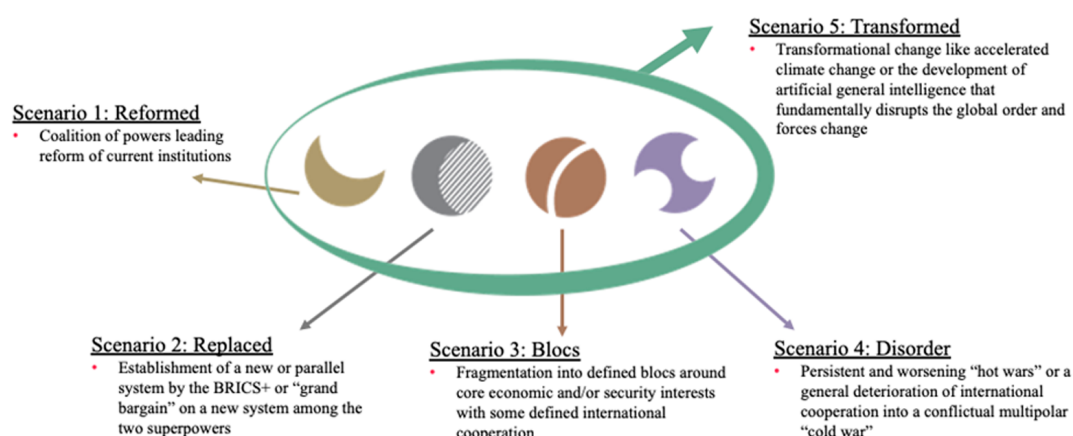 Scenario 5: Transformed
• Transformational change like accelerated
climate change or the development of
artificial general intelligence that
fundamentally disrupts the global order and
forces change
Scenario 1: Reformed
• Coalition of powers leading
reform of current institutions
Scenario 2: Replaced
• Establishment of a new or parallel
system by the BRICS+ or “grand
bargain” on a new system among the
two superpowers
Scenario 3: Blocs
• Fragmentation into defined blocs around
core economic and/or security interests
with some defined international
cooperation
Scenario 4: Disorder
• Persistent and worsening “hot wars” or a
general deterioration of international
cooperation into a conflictual multipolar
“cold war”